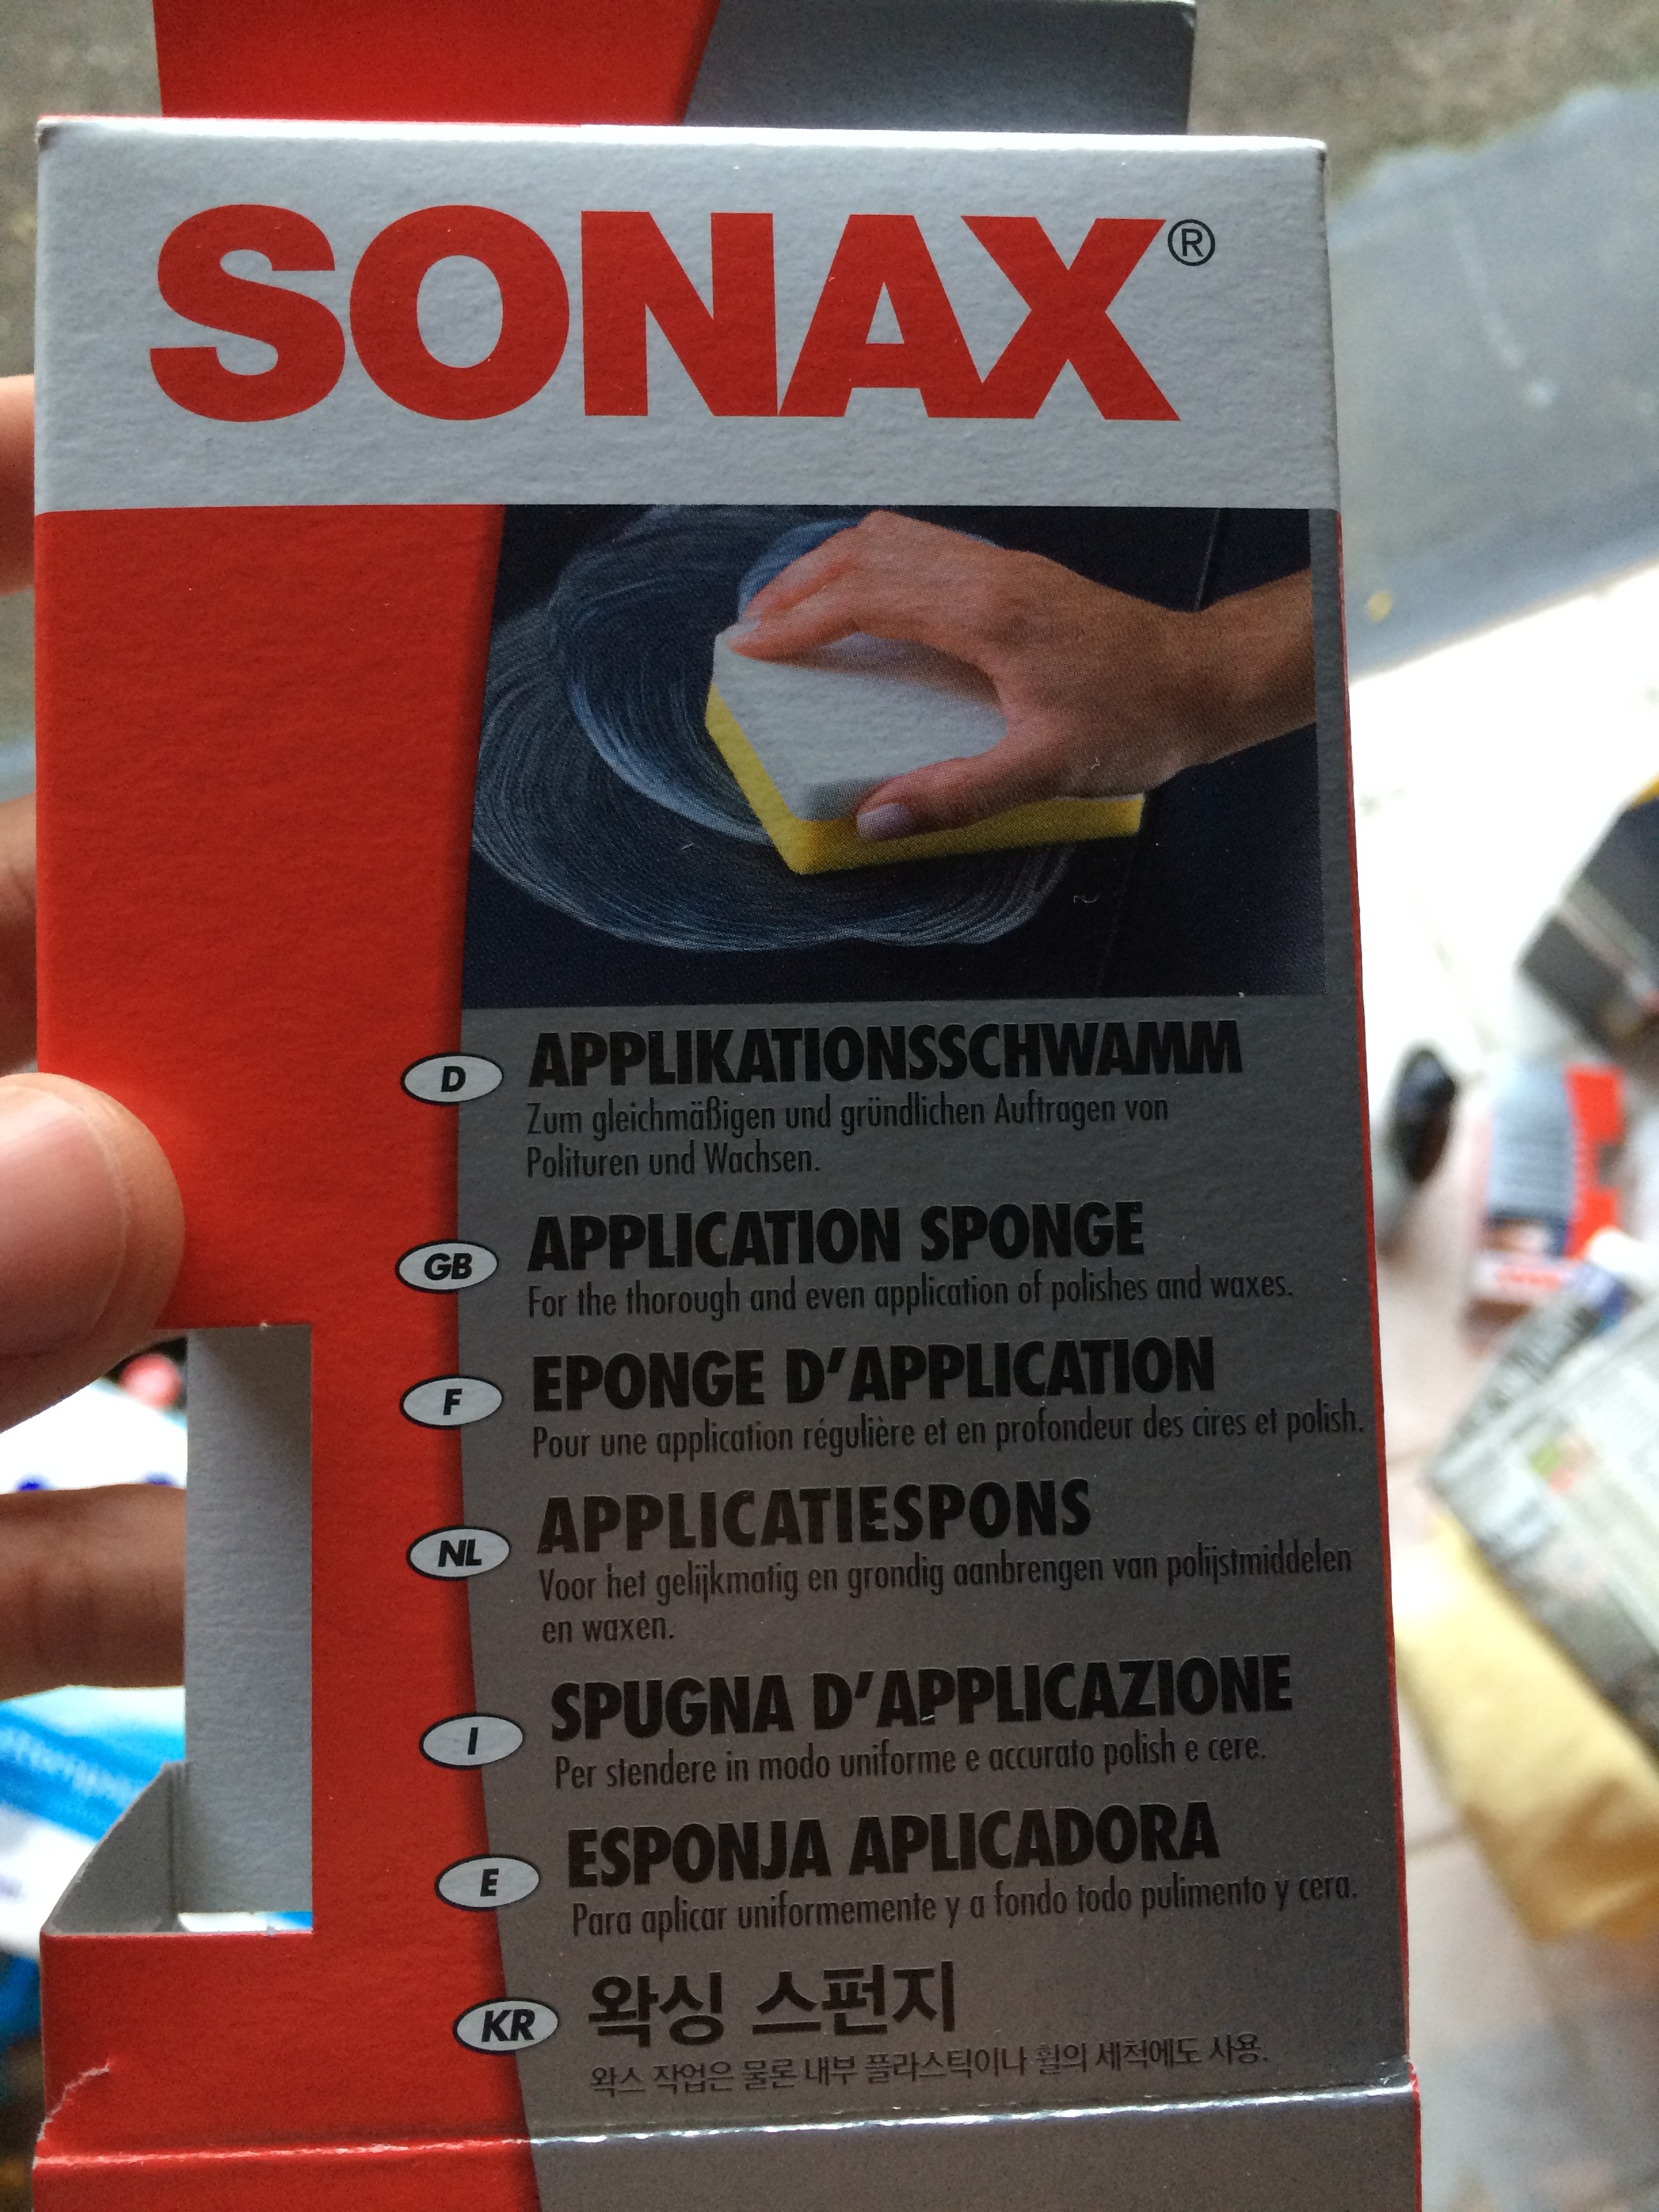 SONAX®
D APPLIKATIONSSCHWAMM
Zum gleichmäßigen und gründlichen Auftragen von
Polituren und Wachsen.
GB APPLICATION SPONGE
For the thorough and even application of polishes and waxes.
F EPONGE D'APPLICATION
Pour une application régulière et en profondeur des cires et polish.
NL APPLICATIESPONS
Voor het gelijkmatig en grondig aanbrengen van polijstmiddelen
en waxen.
I SPUGNA D'APPLICAZIONE
Per stendere in modo uniforme e accurato polish e cere.
E ESPONJA APLICADORA
Para aplicar uniformemente y a fondo todo pulimento y cera.
KR 왁싱 스펀지
왁스 작업은 물론 내부 플라스틱이나 휠의 세척에도 사용.